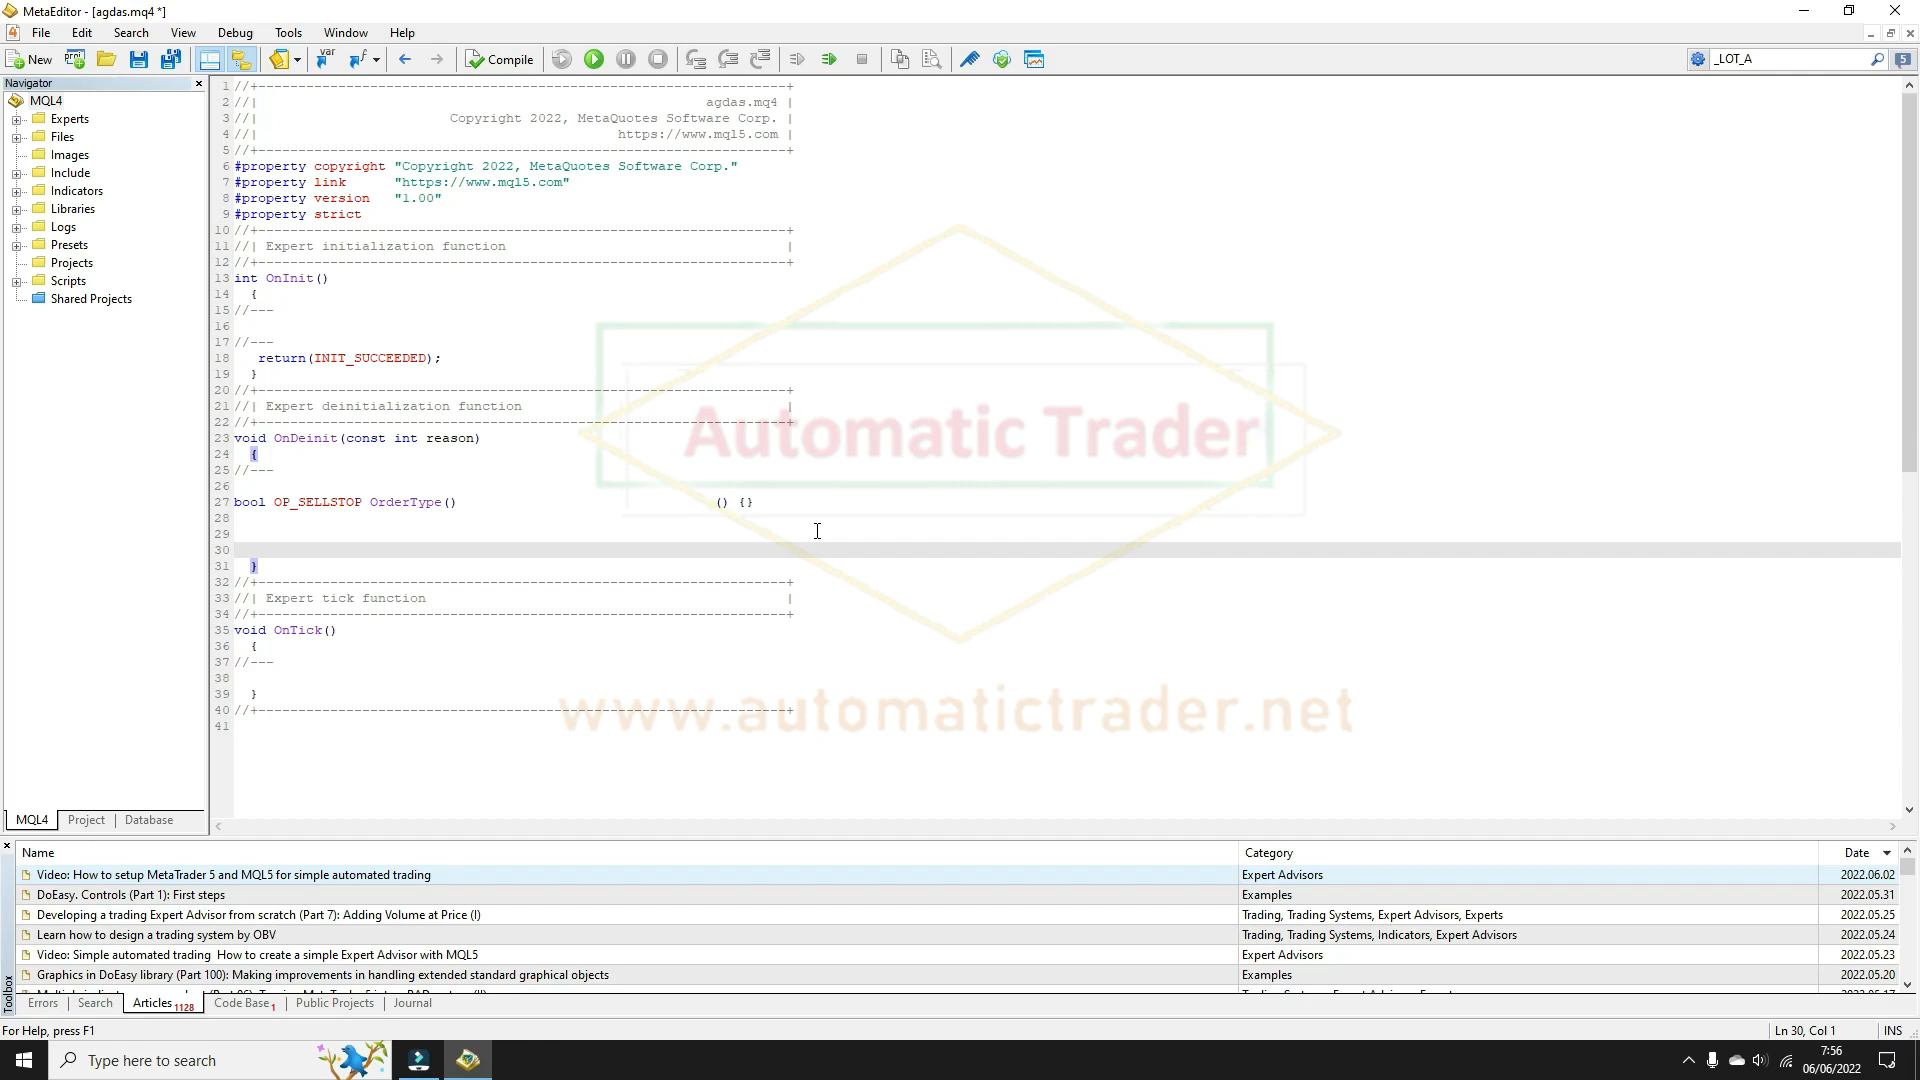 MetaEditor - [agdas.mq4 *]
File Edit Search View Debug Tools Window Help
New Compile _LOT_A 5
Navigator
MQL4
Experts
Files
Images
Include
Indicators
Libraries
Logs
Presets
Projects
Scripts
Shared Projects
MQL4 Project Database
1 //+------------------------------------------------------------------+
2 //| agdas.mq4 |
3 //| Copyright 2022, MetaQuotes Software Corp. |
4 //| https://www.mql5.com |
5 //+------------------------------------------------------------------+
6 #property copyright "Copyright 2022, MetaQuotes Software Corp."
7 #property link "https://www.mql5.com"
8 #property version "1.00"
9 #property strict
10 //+------------------------------------------------------------------+
11 //| Expert initialization function |
12 //+------------------------------------------------------------------+
13 int OnInit()
14 {
15 //---
16
17 //---
18 return(INIT_SUCCEEDED);
19 }
20 //+------------------------------------------------------------------+
21 //| Expert deinitialization function |
22 //+------------------------------------------------------------------+
23 void OnDeinit(const int reason)
24 {
25 //---
26
27 bool OP_SELLSTOP OrderType() () {}
28
29
30
31 }
32 //+------------------------------------------------------------------+
33 //| Expert tick function |
34 //+------------------------------------------------------------------+
35 void OnTick()
36 {
37 //---
38
39 }
40 //+------------------------------------------------------------------+
41
Automatic Trader
www.automatictrader.net
Name Category Date
Video: How to setup MetaTrader 5 and MQL5 for simple automated trading Expert Advisors 2022.06.02
DoEasy. Controls (Part 1): First steps Examples 2022.05.31
Developing a trading Expert Advisor from scratch (Part 7): Adding Volume at Price (I) Trading, Trading Systems, Expert Advisors, Experts 2022.05.25
Learn how to design a trading system by OBV Trading, Trading Systems, Indicators, Expert Advisors 2022.05.24
Video: Simple automated trading How to create a simple Expert Advisor with MQL5 Expert Advisors 2022.05.23
Graphics in DoEasy library (Part 100): Making improvements in handling extended standard graphical objects Examples 2022.05.20
Toolbox
Errors Search Articles 1128 Code Base 1 Public Projects Journal
For Help, press F1 Ln 30, Col 1 INS
Type here to search
7:56
06/06/2022